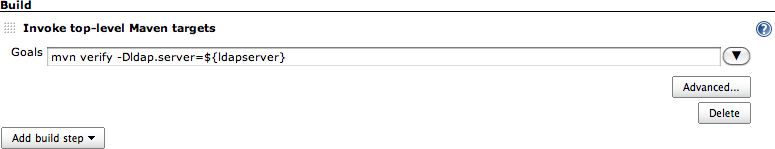 Build
Invoke top-level Maven targets
Goals mvn verify -Dldap.server=${ldapserver}
Advanced...
Delete
Add build step